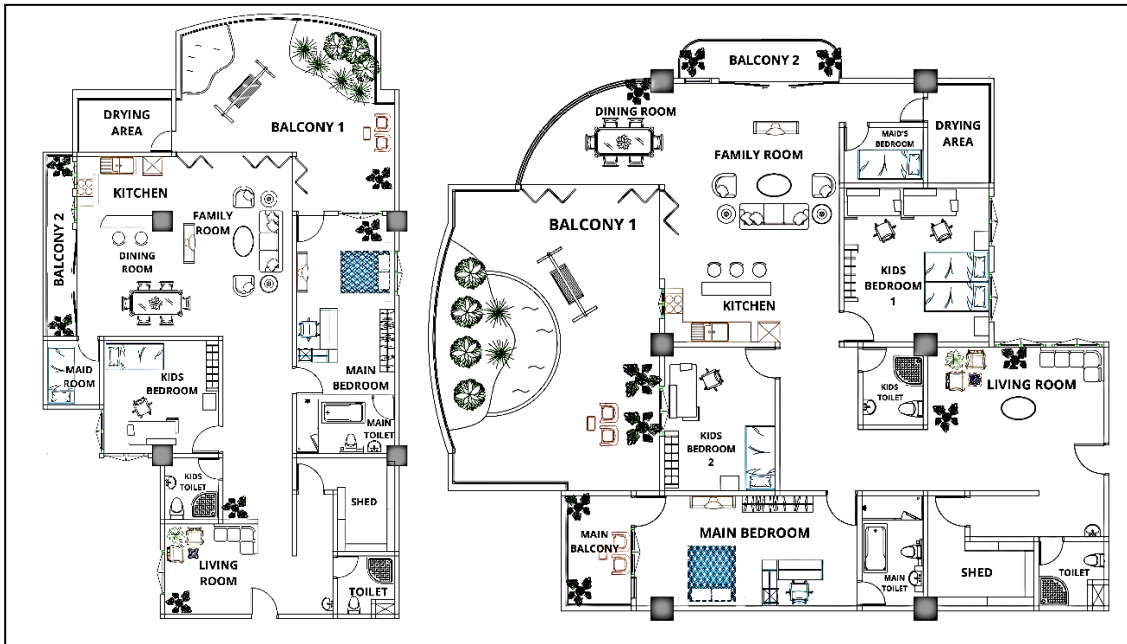 DRYING
AREA
BALCONY 1
KITCHEN
BALCONY 2
FAMILY
ROOM
DINING
ROOM
MAID
ROOM
KIDS
BEDROOM
MAIN
BEDROOM
MAIN
TOILET
KIDS
TOILET
SHED
LIVING
ROOM
TOILET
BALCONY 2
DINING ROOM
FAMILY ROOM
MAID'S
BEDROOM
DRYING
AREA
BALCONY 1
KIDS
BEDROOM
1
KITCHEN
KIDS
TOILET
LIVING ROOM
KIDS
BEDROOM
2
MAIN
BALCONY
MAIN BEDROOM
MAIN
TOILET
SHED
TOILET